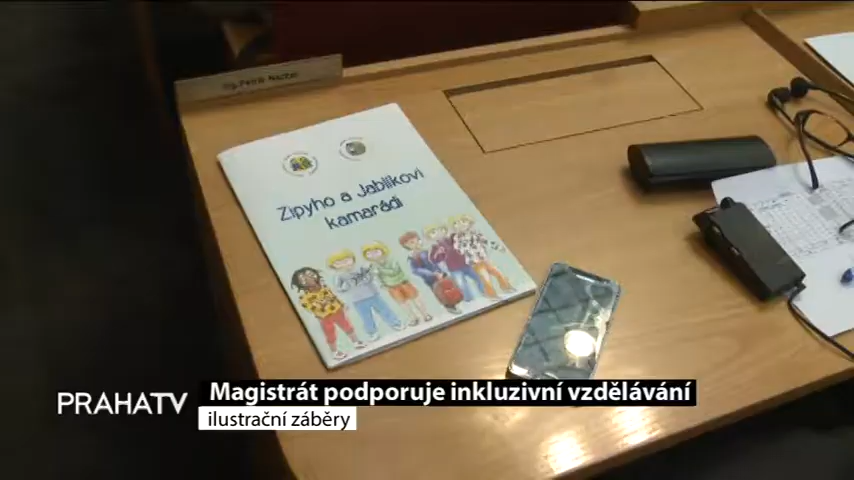 Zipyho a Jablíkovi
kamarádi
PRAHATV
Magistrát podporuje inkluzivní vzdělávání
ilustrační záběry